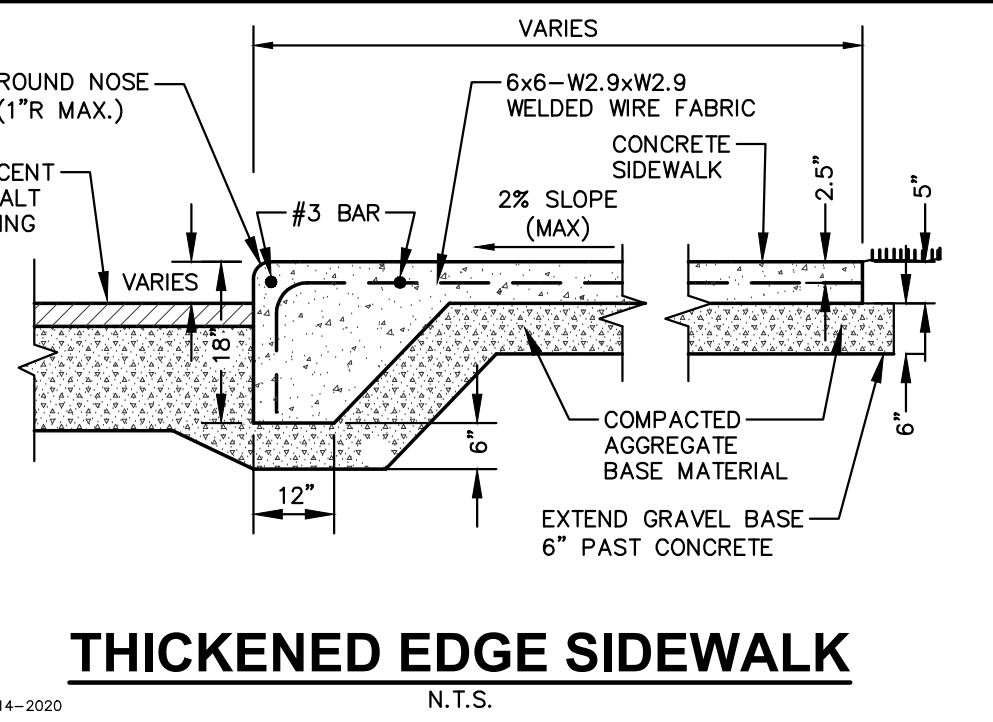 VARIES
ROUND NOSE
(1"R MAX.)
6x6-W2.9xW2.9
WELDED WIRE FABRIC
CONCRETE
SIDEWALK
2.5"
5"
CENT
ALT
ING
#3 BAR
2% SLOPE
(MAX)
VARIES
18"
6"
6"
12"
COMPACTED
AGGREGATE
BASE MATERIAL
EXTEND GRAVEL BASE
6" PAST CONCRETE
THICKENED EDGE SIDEWALK
N.T.S.
14-2020